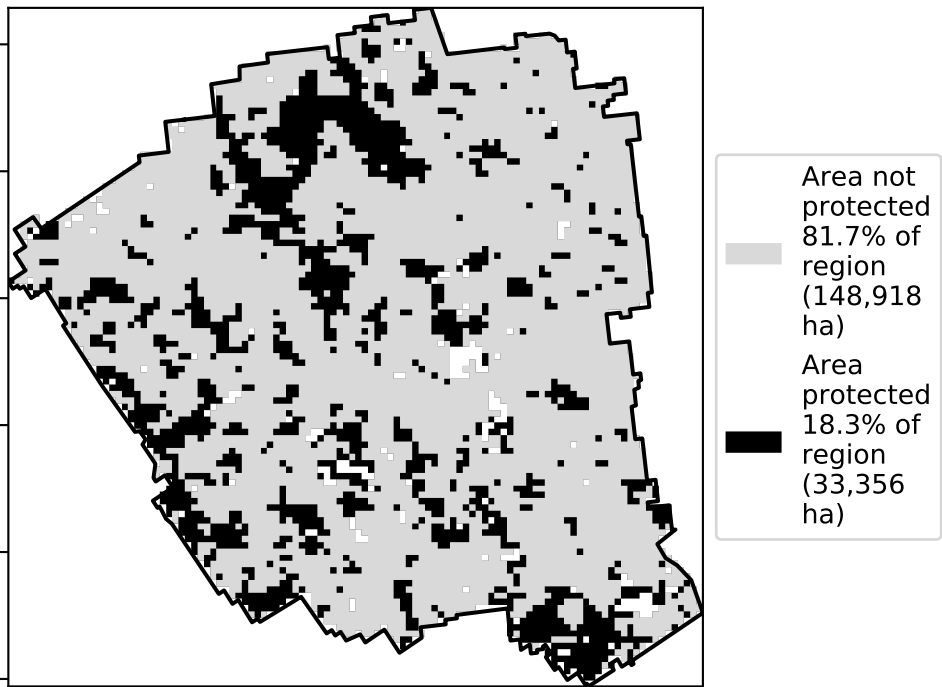 Area not
protected
81.7% of
region
(148,918
ha)
Area
protected
18.3% of
region
(33,356
ha)